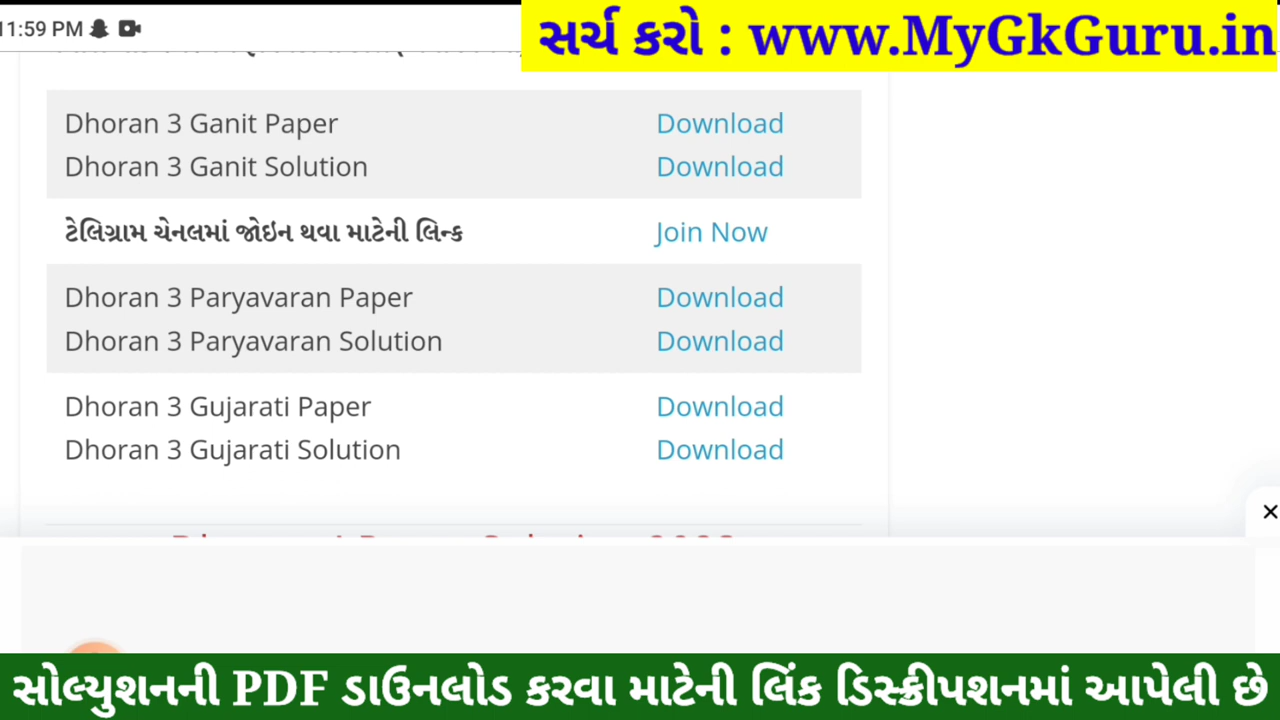 11:59 PM
સર્ચ કરો : www.MyGkGuru.in
Dhoran 3 Ganit Paper Download
Dhoran 3 Ganit Solution Download
ટેલિગ્રામ ચેનલમાં જોઇન થવા માટેની લિન્ક Join Now
Dhoran 3 Paryavaran Paper Download
Dhoran 3 Paryavaran Solution Download
Dhoran 3 Gujarati Paper Download
Dhoran 3 Gujarati Solution Download
સોલ્યુશનની PDF ડાઉનલોડ કરવા માટેની લિંક ડિસ્ક્રીપશનમાં આપેલી છે